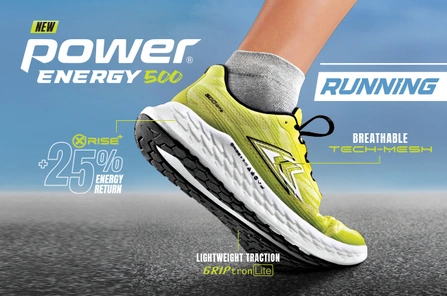 NEW
power®
ENERGY 500
RUNNING
XRISE+
+25%
ENERGY
RETURN
BREATHABLE
TECH-MESH
LIGHTWEIGHT TRACTION
GRIPtron Lite